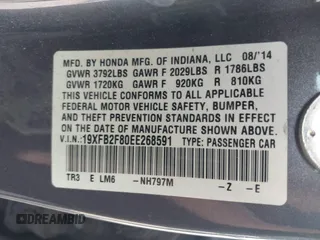 MFD BY HONDA OF INDIANA, LLC 08/'14
GVWR 3792LBS GAWR F 2029LBS R 1786LBS
GVWR 1720KG GAWR F 920KG R 810KG
THIS VEHICLE CONFORMS TO ALL APPLICABLE
FEDERAL MOTOR VEHICLE SAFETY, BUMPER,
AND THEFT PREVENTION STANDARDS IN EFFECT
ON THE DATE OF MANUFACTURE SHOWN ABOVE.
V.I.N.: 19XFB2F80EE268591 TYPE: PASSENGER CAR
TR3 E LM6 -NH797M -Z -E
DREAMBID